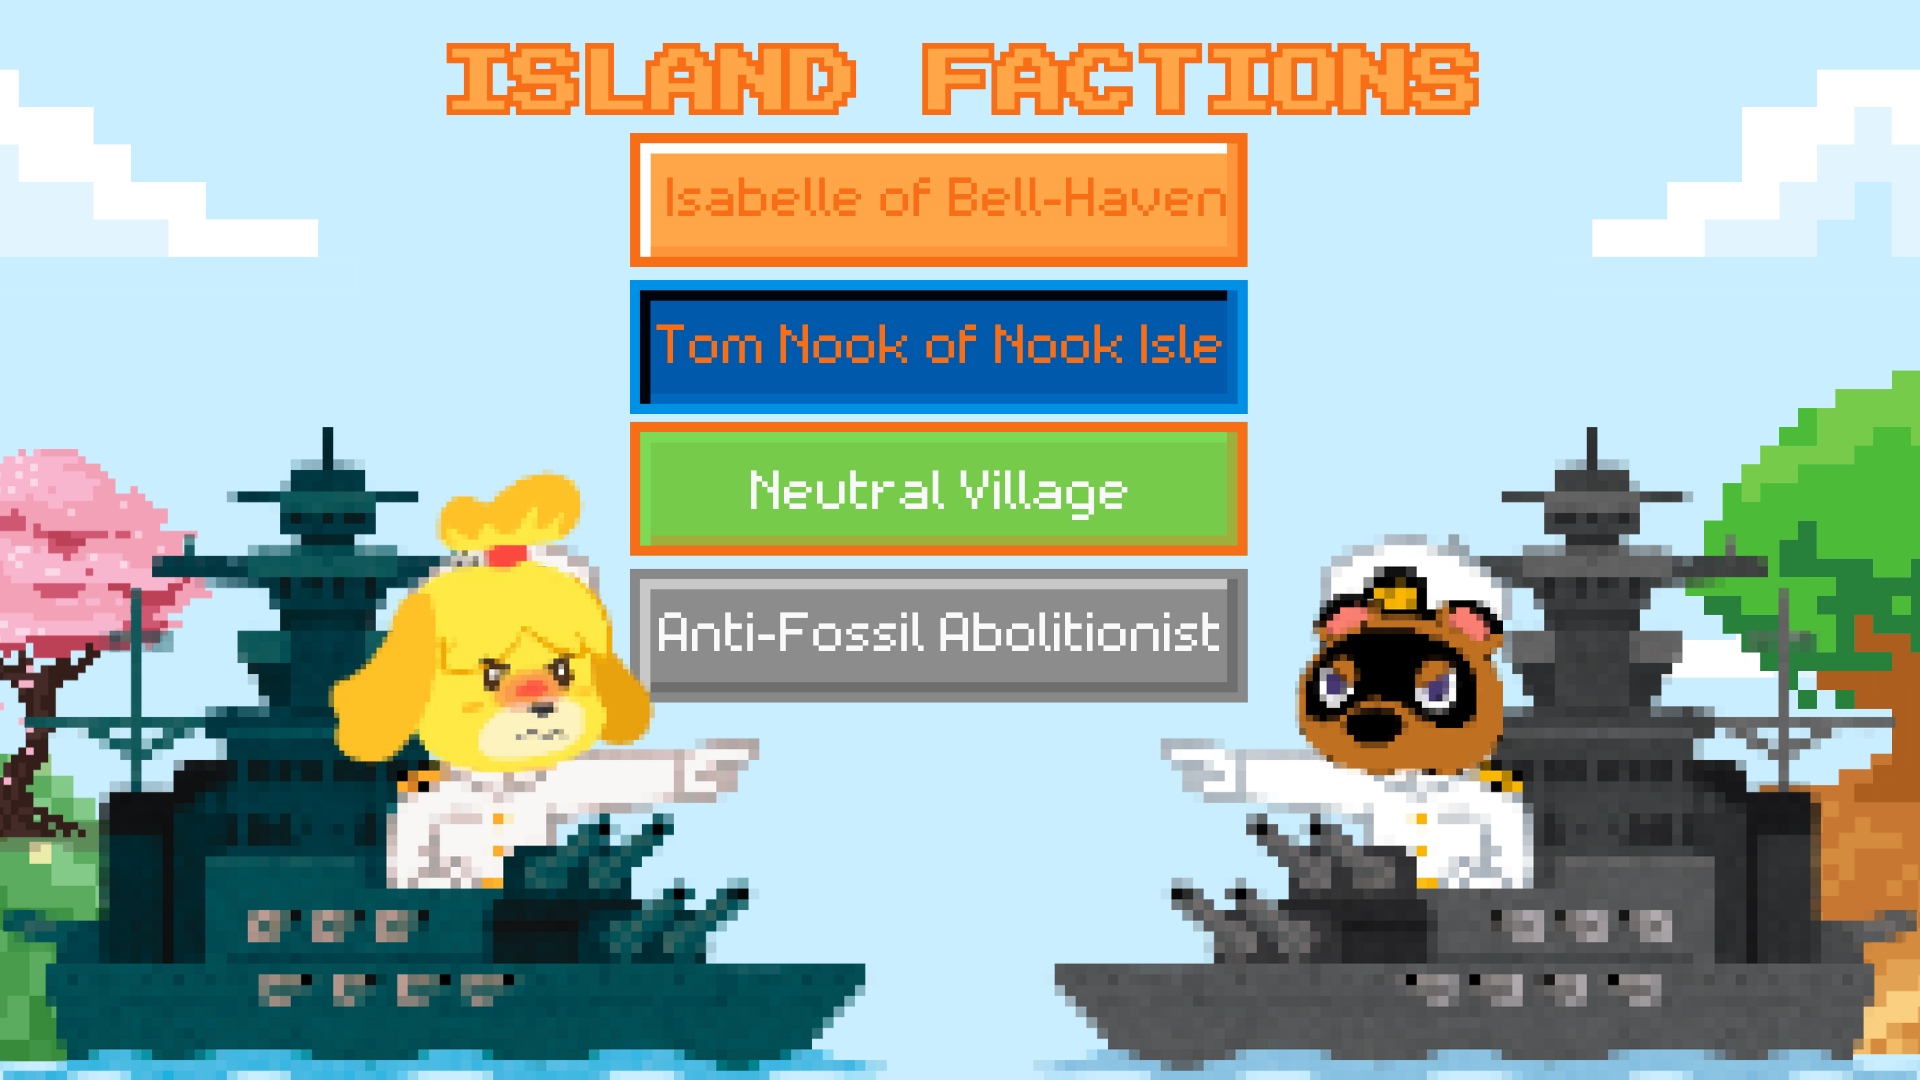 ISLAND FACTIONS
Isabelle of Bell-Haven
Tom Nook of Nook Isle
Neutral Village
Anti-Fossil Abolitionist